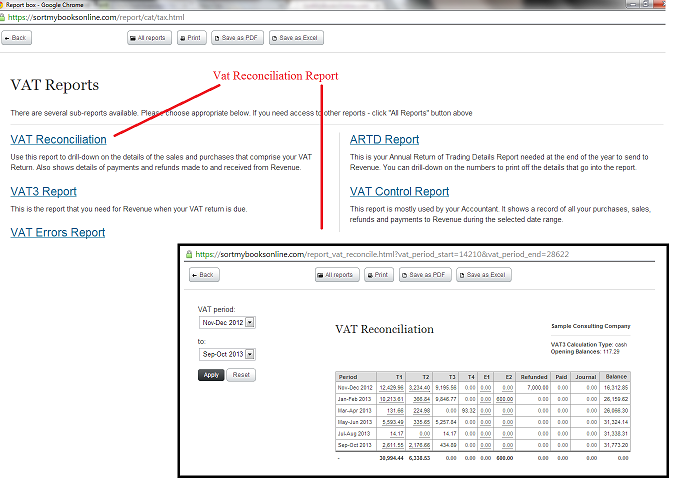 Report box - Google Chrome
https://sortmybooksonline.com/report/cat/tax.html
Back All reports Print Save as PDF Save as Excel
Vat Reconciliation Report
VAT Reports
There are several sub-reports available. Please choose appropriate below. If you need access to other reports - click "All Reports" button above
VAT Reconciliation
Use this report to drill-down on the details of the sales and purchases that comprise your VAT
Return. Also shows details of payments and refunds made to and received from Revenue.
VAT3 Report
This is the report that you need for Revenue when your VAT return is due.
VAT Errors Report
ARTD Report
This is your Annual Return of Trading Details Report needed at the end of the year to send to
Revenue. You can drill-down on the numbers to print off the details that go into the report.
VAT Control Report
This report is mostly used by your Accountant. It shows a record of all your purchases, sales,
refunds and payments to Revenue during the selected date range.
https://sortmybooksonline.com/report_vat_reconcile.html?vat_period_start=14210&vat_period_end=28622
Back All reports Print Save as PDF Save as Excel
VAT period:
Nov-Dec 2012
to:
Sep-Oct 2013
Apply Reset
VAT Reconciliation
Sample Consulting Company
VAT3 Calculation Type: cash
Opening Balances: 117.29
Period T1 T2 T3 T4 E1 E2 Refunded Paid Journal Balance
Nov-Dec 2012 12,429.96 3,234.40 9,195.56 0.00 0.00 0.00 7,000.00 0.00 0.00 16,312.85
Jan-Feb 2013 10,213.61 366.84 9,846.77 0.00 0.00 600.00 0.00 0.00 0.00 26,159.62
Mar-Apr 2013 131.66 224.98 0.00 93.32 0.00 0.00 0.00 0.00 0.00 26,066.30
May-Jun 2013 5,593.49 335.65 5,257.84 0.00 0.00 0.00 0.00 0.00 0.00 31,324.14
Jul-Aug 2013 14.17 0.00 14.17 0.00 0.00 0.00 0.00 0.00 0.00 31,338.31
Sep-Oct 2013 2,611.55 2,176.66 434.89 0.00 0.00 0.00 0.00 0.00 0.00 31,773.20
- 30,994.44 6,338.53 0.00 0.00 0.00 600.00 0.00 0.00 0.00